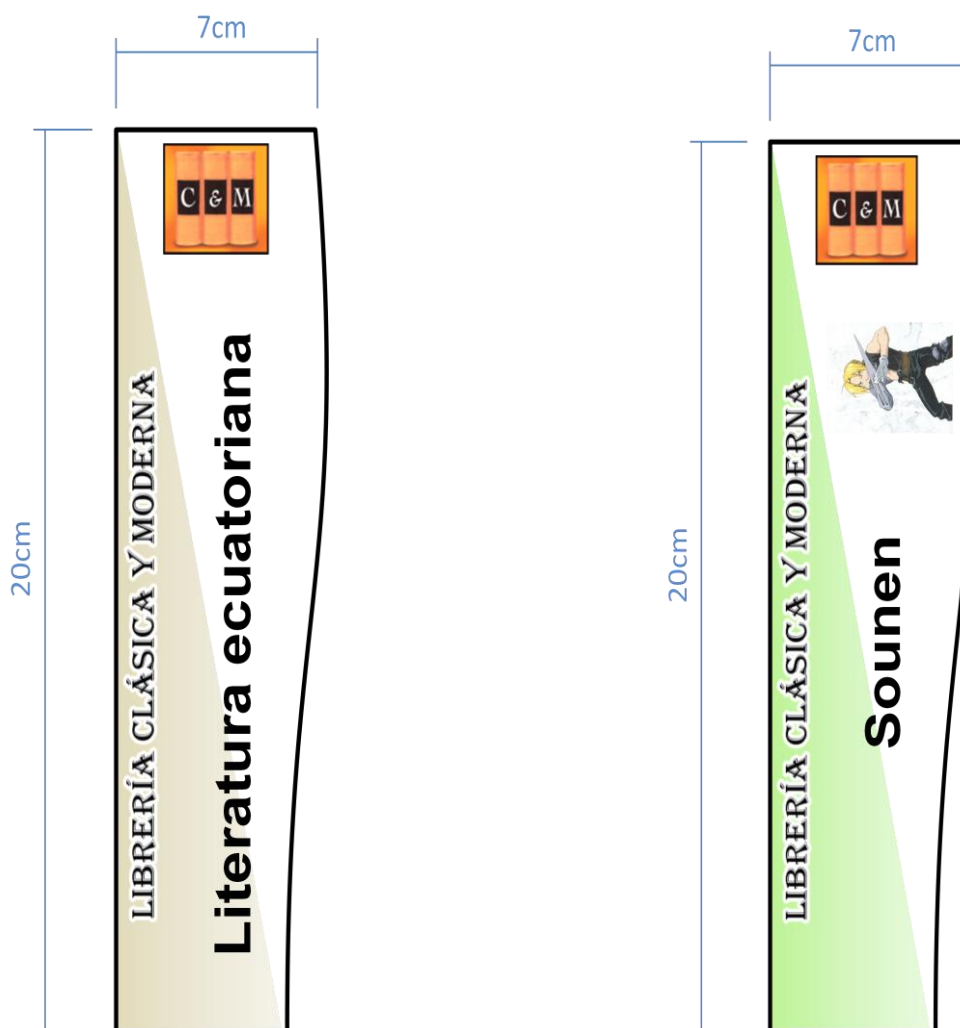 7cm
C & M
20cm
LIBRERÍA CLÁSICA Y MODERNA
Literatura ecuatoriana
7cm
C & M
20cm
LIBRERÍA CLÁSICA Y MODERNA
Sounen